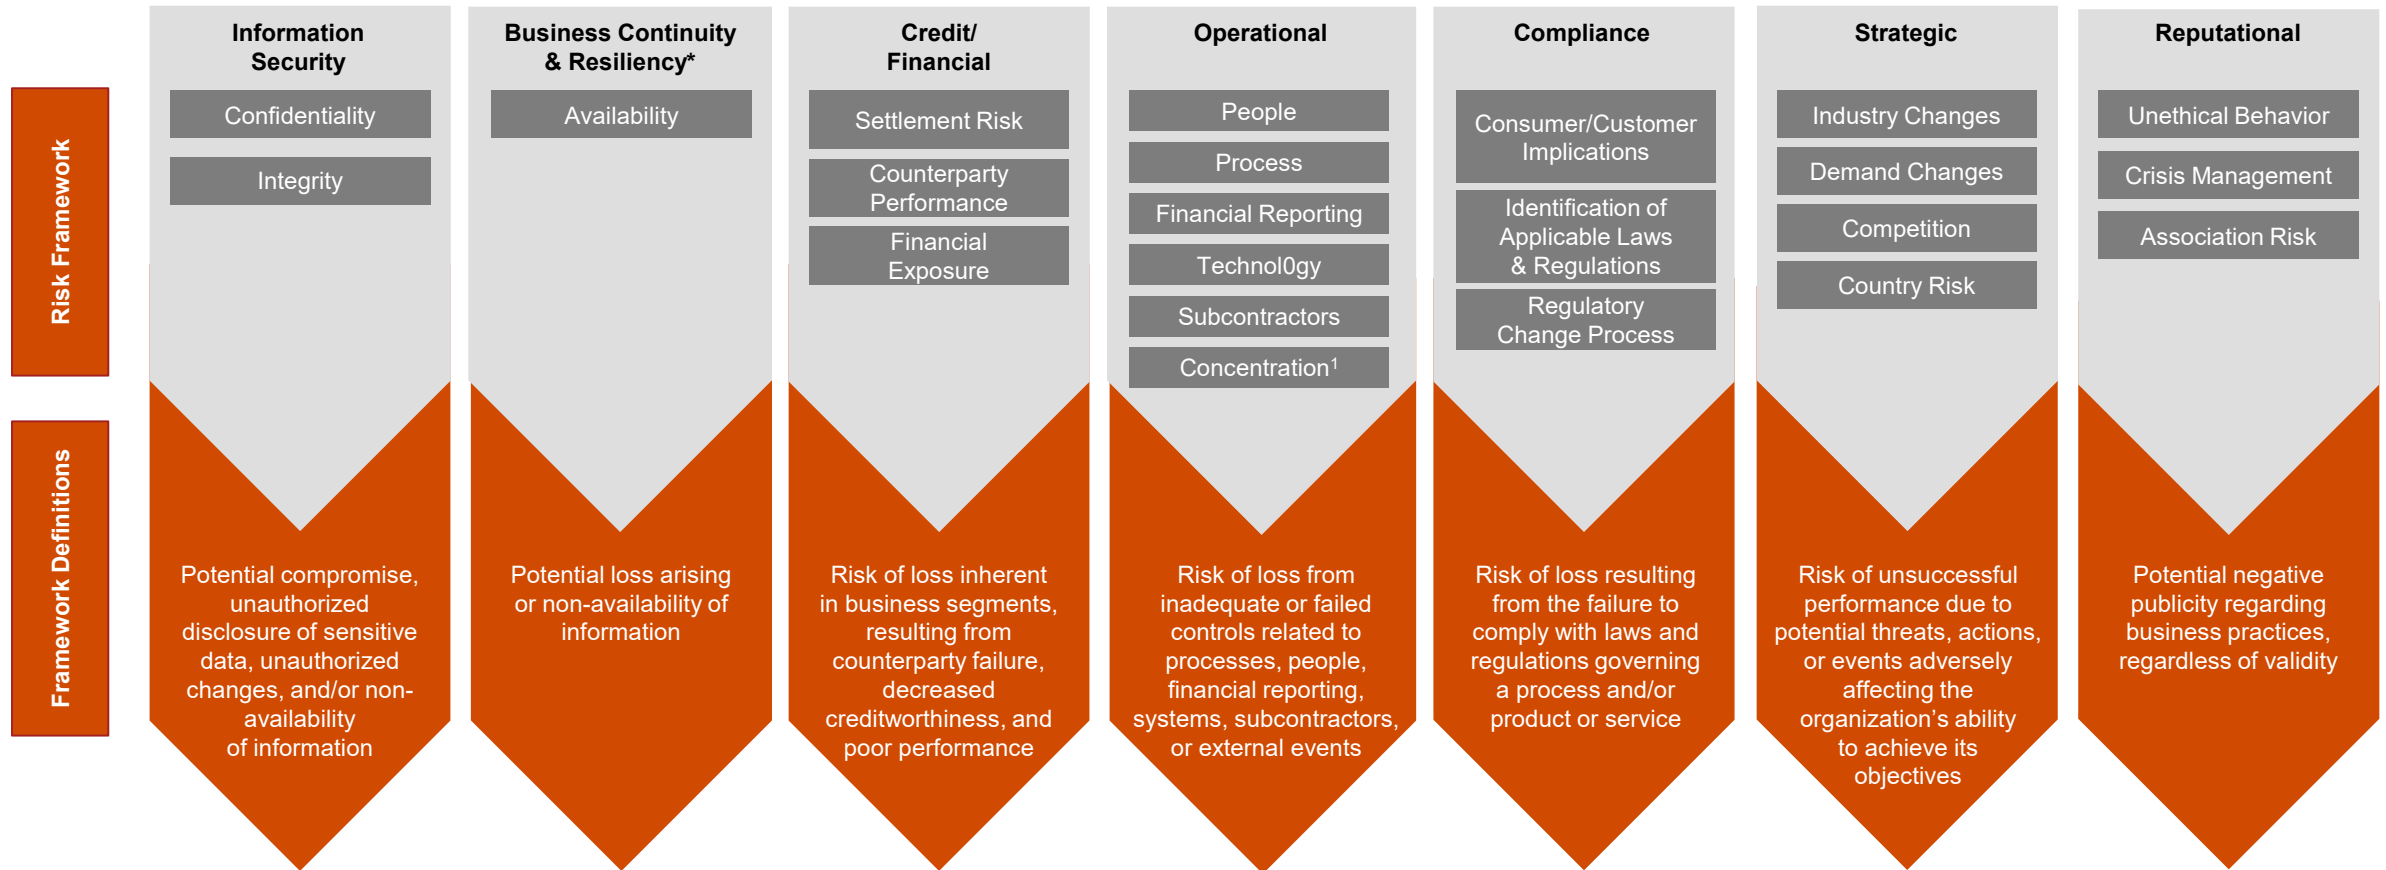 Information
Security
Business Continuity
& Resiliency*
Credit/
Financial
Operational
Compliance
Strategic
Reputational
Risk Framework
Confidentiality
Integrity
Availability
Settlement Risk
Counterparty
Performance
Financial
Exposure
People
Process
Financial Reporting
Technol0gy
Subcontractors
Concentration¹
Consumer/Customer
Implications
Identification of
Applicable Laws
& Regulations
Regulatory
Change Process
Industry Changes
Demand Changes
Competition
Country Risk
Unethical Behavior
Crisis Management
Association Risk
Framework Definitions
Potential compromise,
unauthorized
disclosure of sensitive
data, unauthorized
changes, and/or non-
availability
of information
Potential loss arising
or non-availability of
information
Risk of loss inherent
in business segments,
resulting from
counterparty failure,
decreased
creditworthiness, and
poor performance
Risk of loss from
inadequate or failed
controls related to
processes, people,
financial reporting,
systems, subcontractors,
or external events
Risk of loss resulting
from the failure to
comply with laws and
regulations governing
a process and/or
product or service
Risk of unsuccessful
performance due to
potential threats, actions,
or events adversely
affecting the
organization’s ability
to achieve its
objectives
Potential negative
publicity regarding
business practices,
regardless of validity